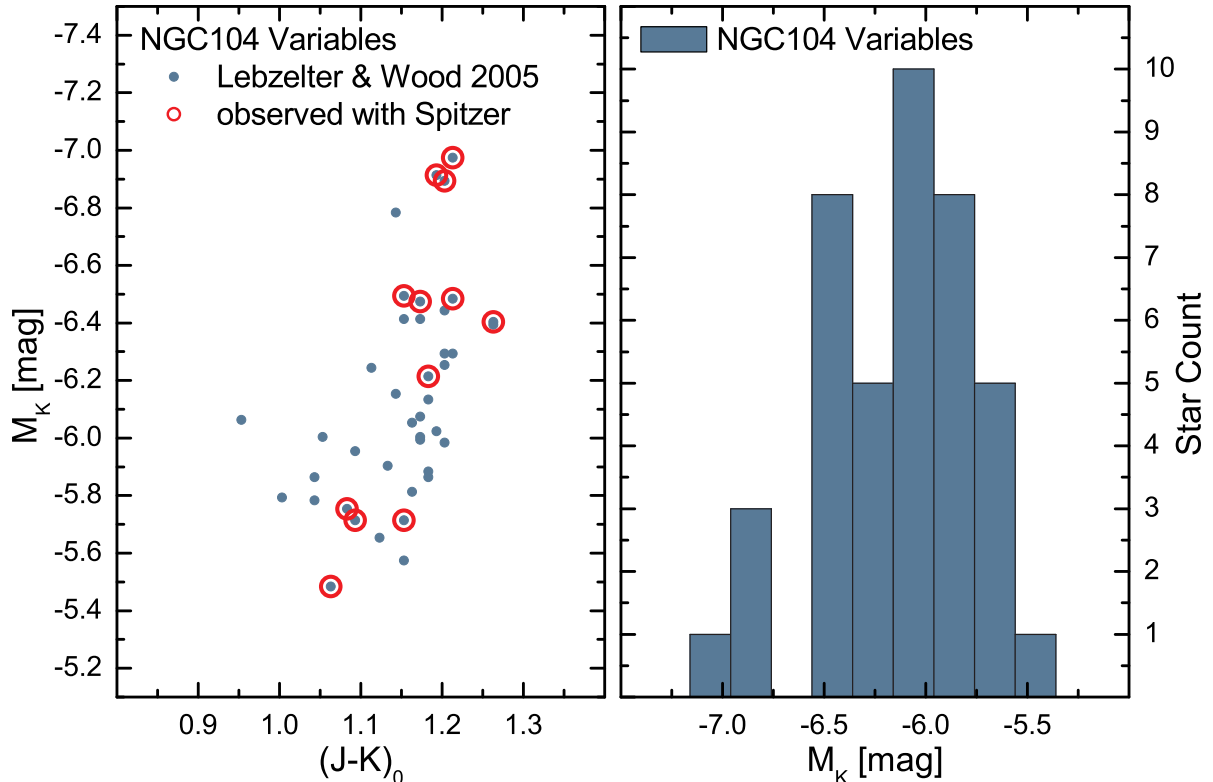 NGC104 Variables
Lebzelter & Wood 2005
observed with Spitzer
-7.4
-7.2
-7.0
-6.8
-6.6
-6.4
-6.2
-6.0
-5.8
-5.6
-5.4
-5.2
M_K [mag]
0.9 1.0 1.1 1.2 1.3
(J-K)_0
NGC104 Variables
10
9
8
7
6
5
4
3
2
1
Star Count
-7.0 -6.5 -6.0 -5.5
M_K [mag]